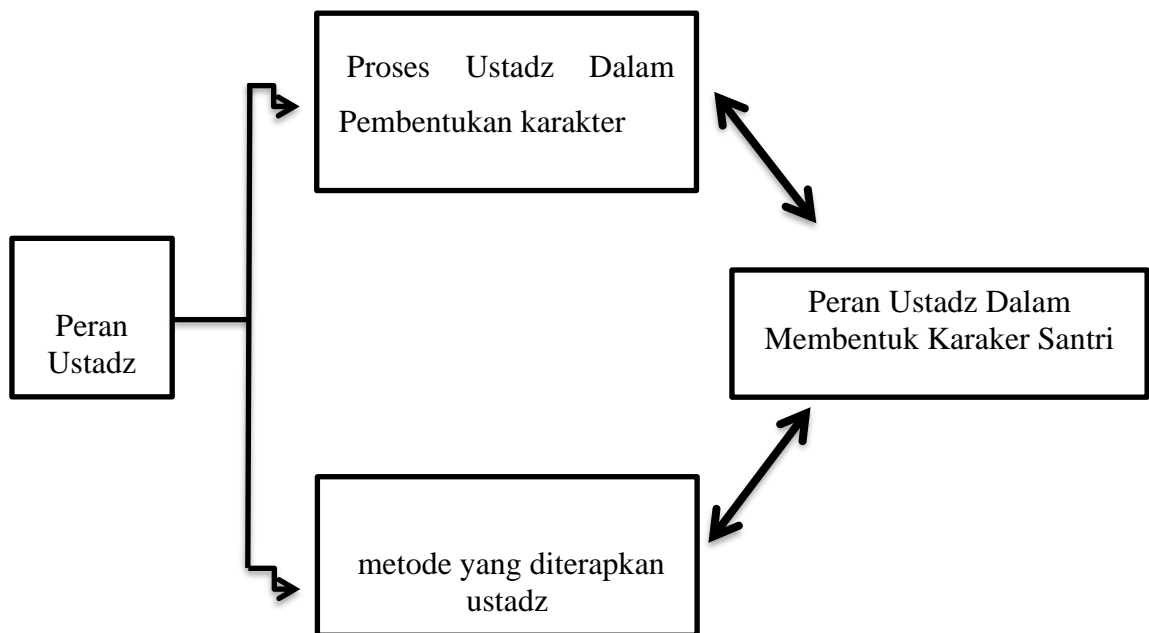 Proses Ustadz Dalam
Pembentukan karakter
Peran
Ustadz
Peran Ustadz Dalam
Membentuk Karaker Santri
metode yang diterapkan
ustadz